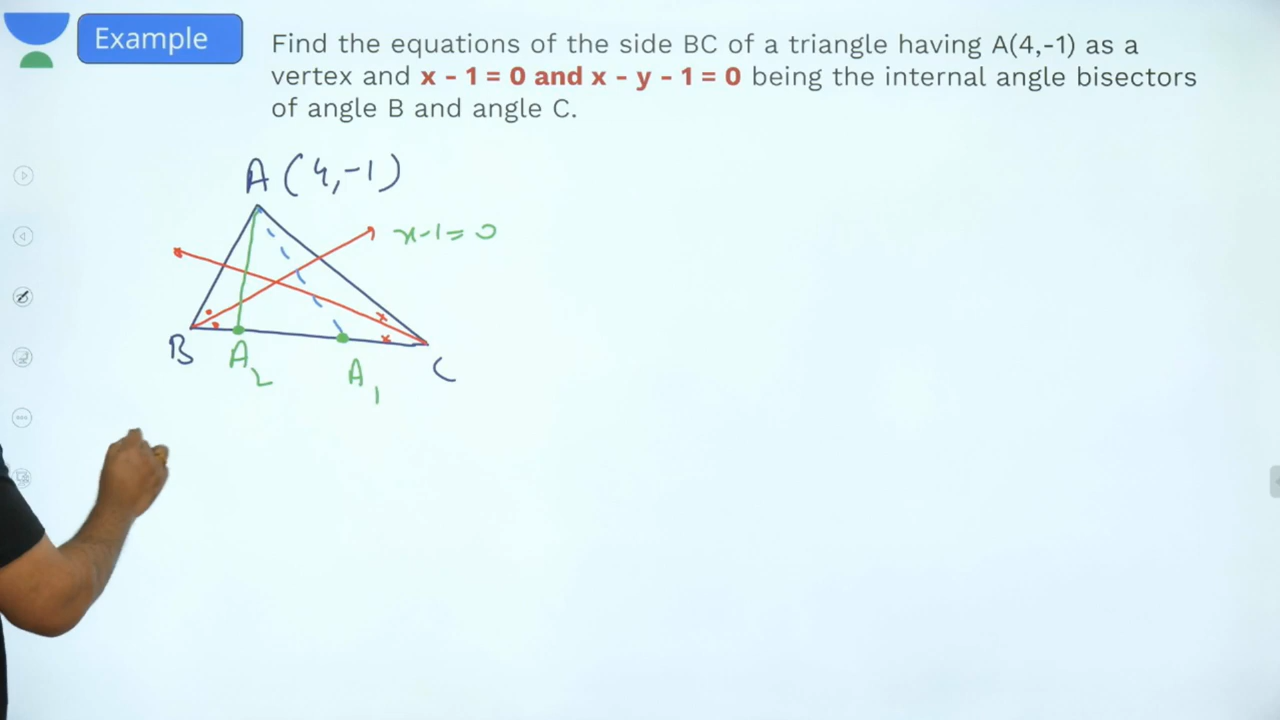 Example
Find the equations of the side BC of a triangle having A(4,-1) as a
vertex and x - 1 = 0 and x - y - 1 = 0 being the internal angle bisectors
of angle B and angle C.
A (4,-1)
x-1=0
B
A2
A1
C